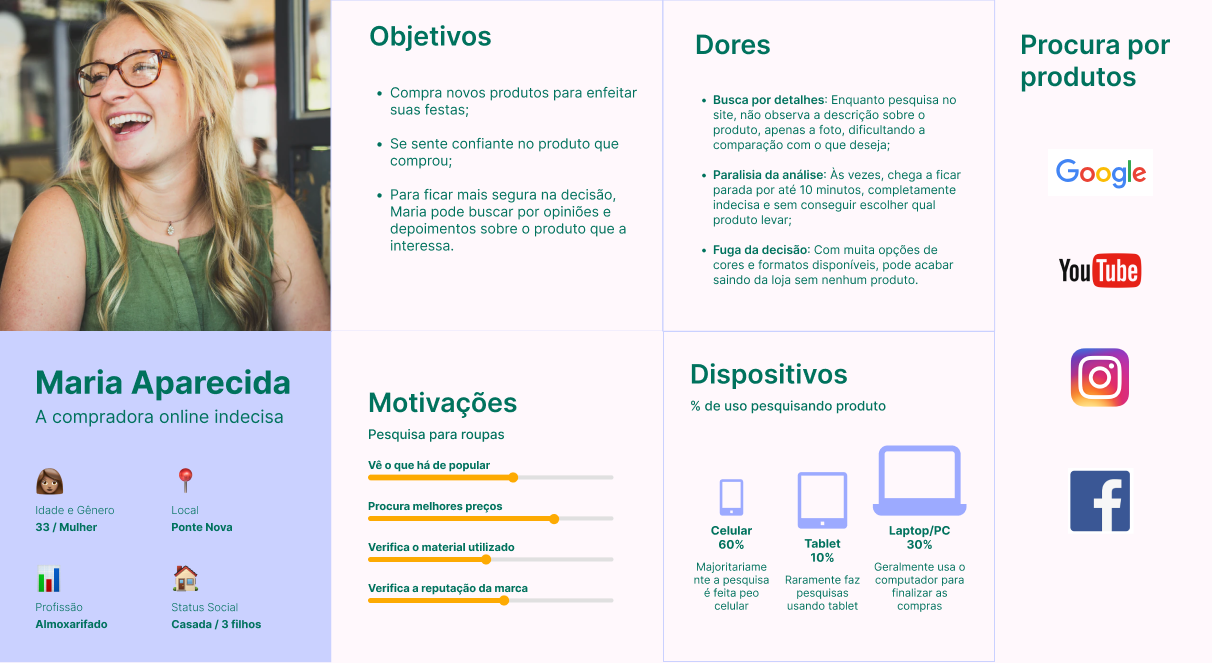 Objetivos
• Compra novos produtos para enfeitar
suas festas;
• Se sente confiante no produto que
comprou;
• Para ficar mais segura na decisão,
Maria pode buscar por opiniões e
depoimentos sobre o produto que a
interessa.
Dores
• Busca por detalhes: Enquanto pesquisa no
site, não observa a descrição sobre o
produto, apenas a foto, dificultando a
comparação com o que deseja;
• Paralisia da análise: Às vezes, chega a ficar
parada por até 10 minutos, completamente
indecisa e sem conseguir escolher qual
produto levar;
• Fuga da decisão: Com muita opções de
cores e formatos disponíveis, pode acabar
saindo da loja sem nenhum produto.
Procura por
produtos
Google
YouTube
f
Maria Aparecida
A compradora online indecisa
Idade e Gênero
33 / Mulher
Local
Ponte Nova
Profissão
Almoxarifado
Status Social
Casada / 3 filhos
Motivações
Pesquisa para roupas
Vê o que há de popular
Procura melhores preços
Verifica o material utilizado
Verifica a reputação da marca
Dispositivos
% de uso pesquisando produto
Celular
60%
Majoritariame
nte a pesquisa
é feita peo
celular
Tablet
10%
Raramente faz
pesquisas
usando tablet
Laptop/PC
30%
Geralmente usa o
computador para
finalizar as
compras